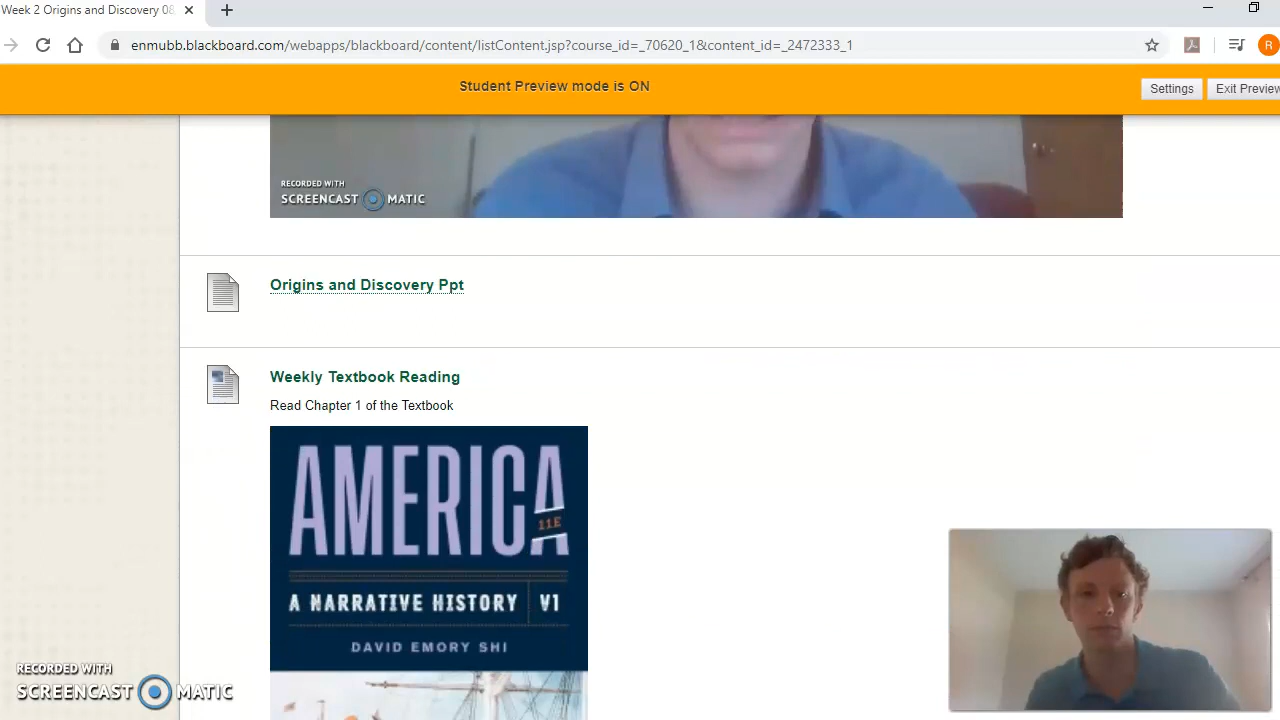 Week 2 Origins and Discovery 08
enmubb.blackboard.com/webapps/blackboard/content/listContent.jsp?course_id=_70620_1&content_id=_2472333_1
R
Student Preview mode is ON
Settings
Exit Preview
RECORDED WITH
SCREENCAST MATIC
Origins and Discovery Ppt
Weekly Textbook Reading
Read Chapter 1 of the Textbook
AMERICA
11E
A NARRATIVE HISTORY V1
DAVID EMORY SHI
RECORDED WITH
SCREENCAST MATIC